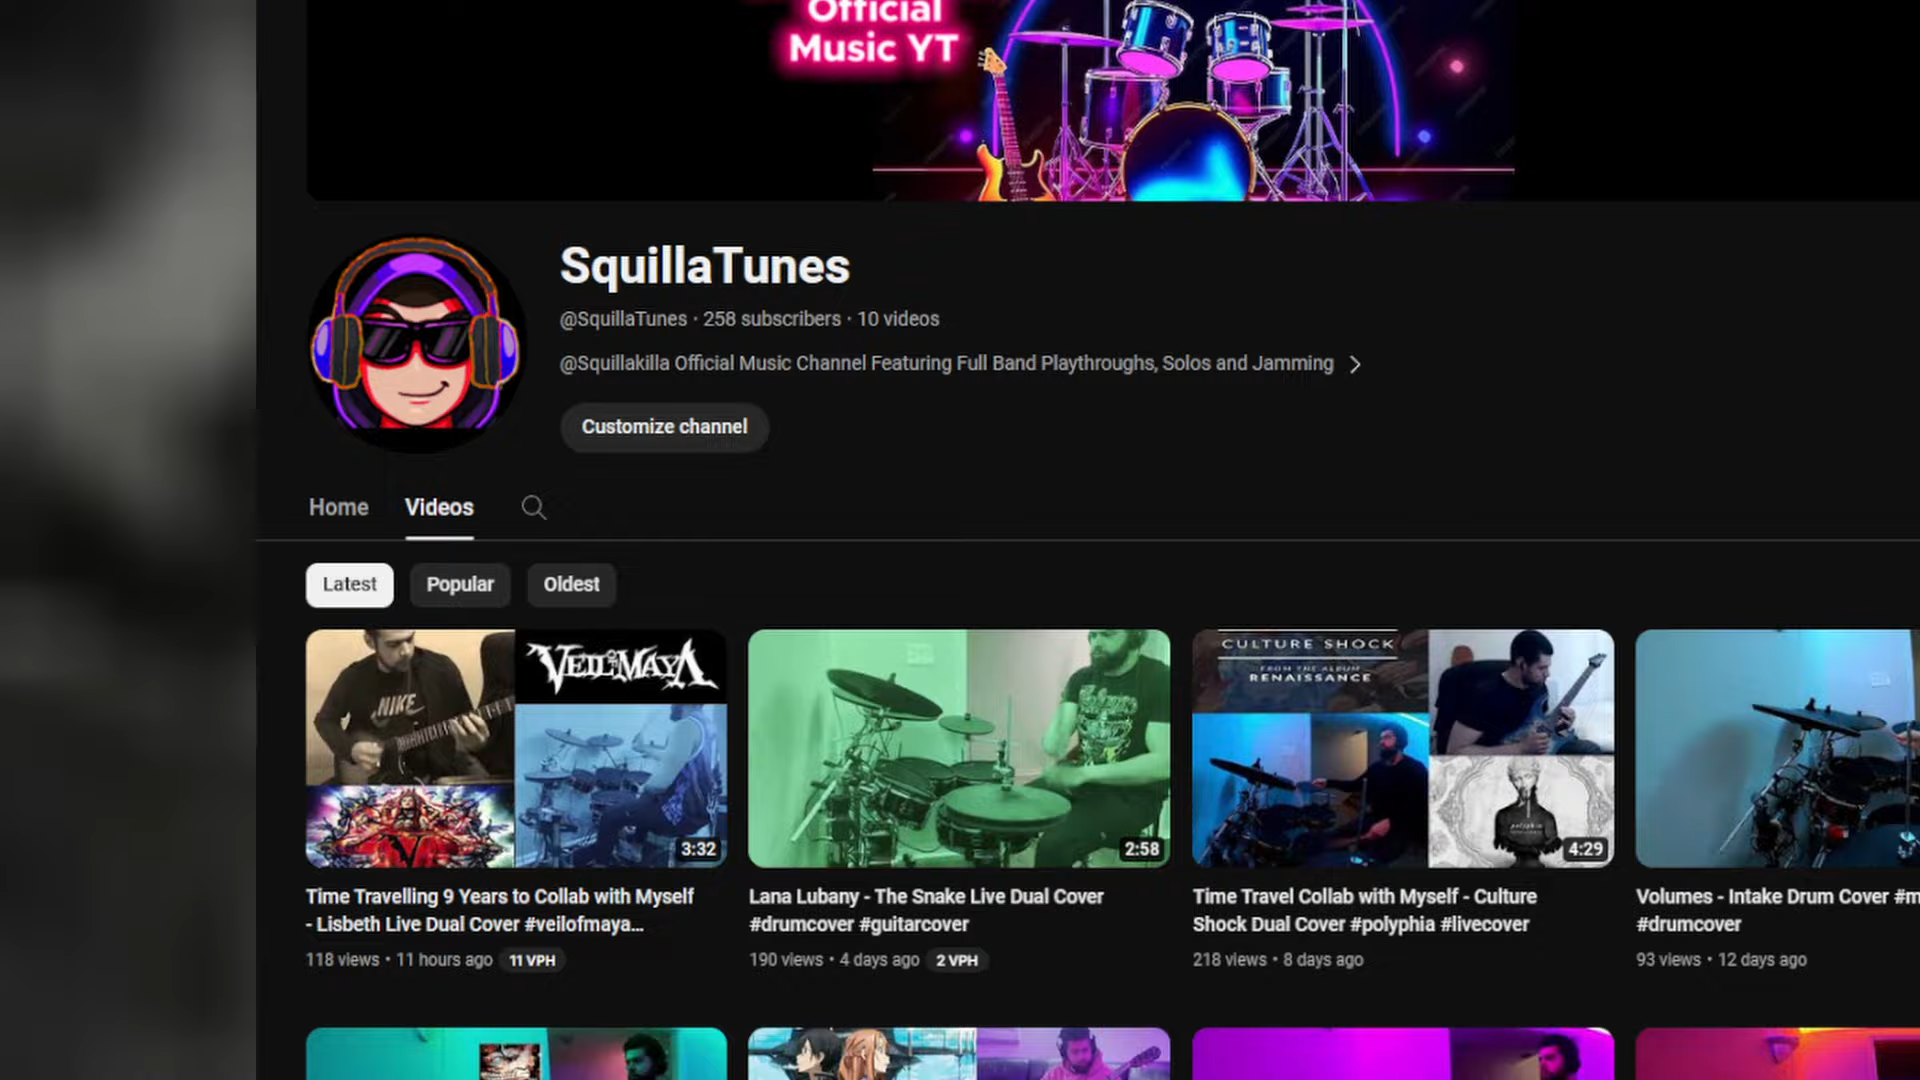 Official
Music YT
SquillaTunes
@SquillaTunes · 258 subscribers · 10 videos
@Squillakilla Official Music Channel Featuring Full Band Playthroughs, Solos and Jamming
Customize channel
Home
Videos
Latest
Popular
Oldest
VEIL OF MAYA
NIKE
3:32
2:58
CULTURE SHOCK
FROM THE ALBUM
RENAISSANCE
polyphia
4:29
Time Travelling 9 Years to Collab with Myself
- Lisbeth Live Dual Cover #veilofmaya...
118 views • 11 hours ago
11 VPH
Lana Lubany - The Snake Live Dual Cover
#drumcover #guitarcover
190 views • 4 days ago
2 VPH
Time Travel Collab with Myself - Culture
Shock Dual Cover #polyphia #livecover
218 views • 8 days ago
Volumes - Intake Drum Cover #m
#drumcover
93 views • 12 days ago